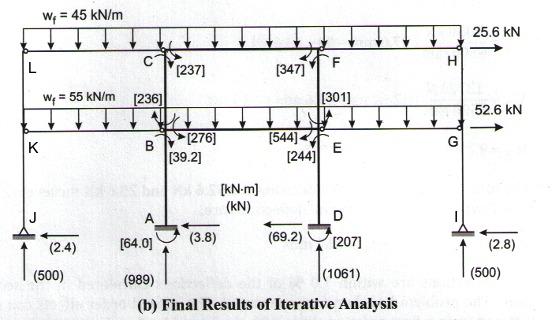 w_f = 45 kN/m
25.6 kN
L
C
[237]
[347]
F
H
w_f = 55 kN/m
[236]
[301]
52.6 kN
K
B
[276]
[544]
E
G
[39.2]
[244]
[kN·m]
(kN)
J
A
D
I
(2.4)
[64.0]
(3.8)
(69.2)
[207]
(2.8)
(500)
(989)
(1061)
(500)
(b) Final Results of Iterative Analysis